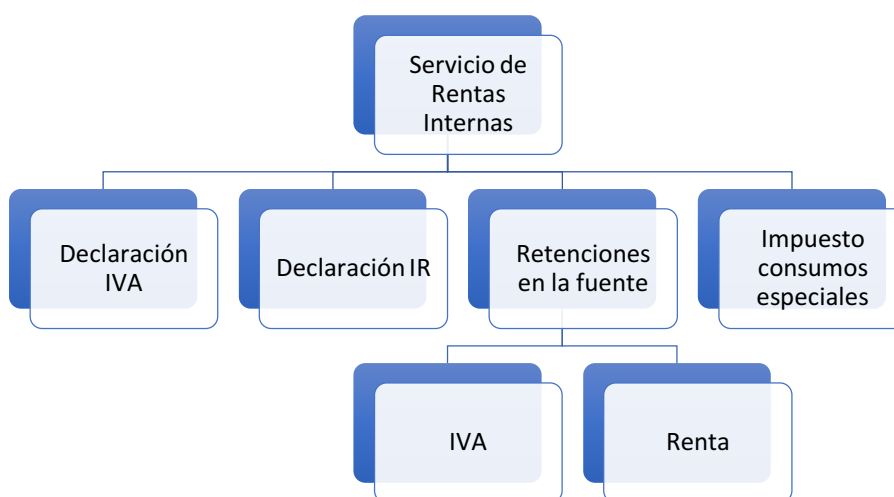 Servicio de
Rentas
Internas
Declaración
IVA
Declaración IR
Retenciones
en la fuente
Impuesto
consumos
especiales
IVA
Renta